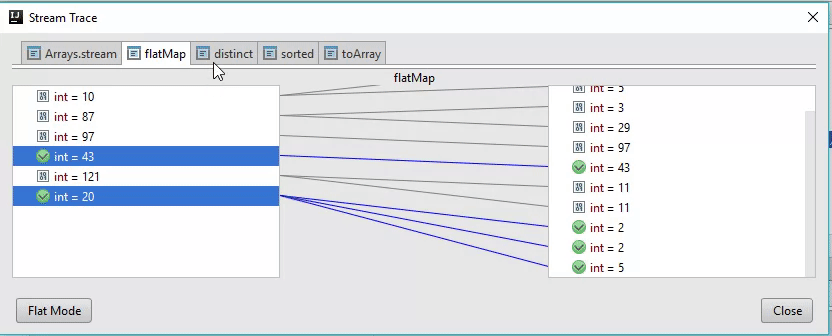 Stream Trace
Arrays.stream flatMap distinct sorted toArray
flatMap
int = 10
int = 87
int = 97
int = 43
int = 121
int = 20
int = 5
int = 3
int = 29
int = 97
int = 43
int = 11
int = 11
int = 2
int = 2
int = 5
Flat Mode
Close